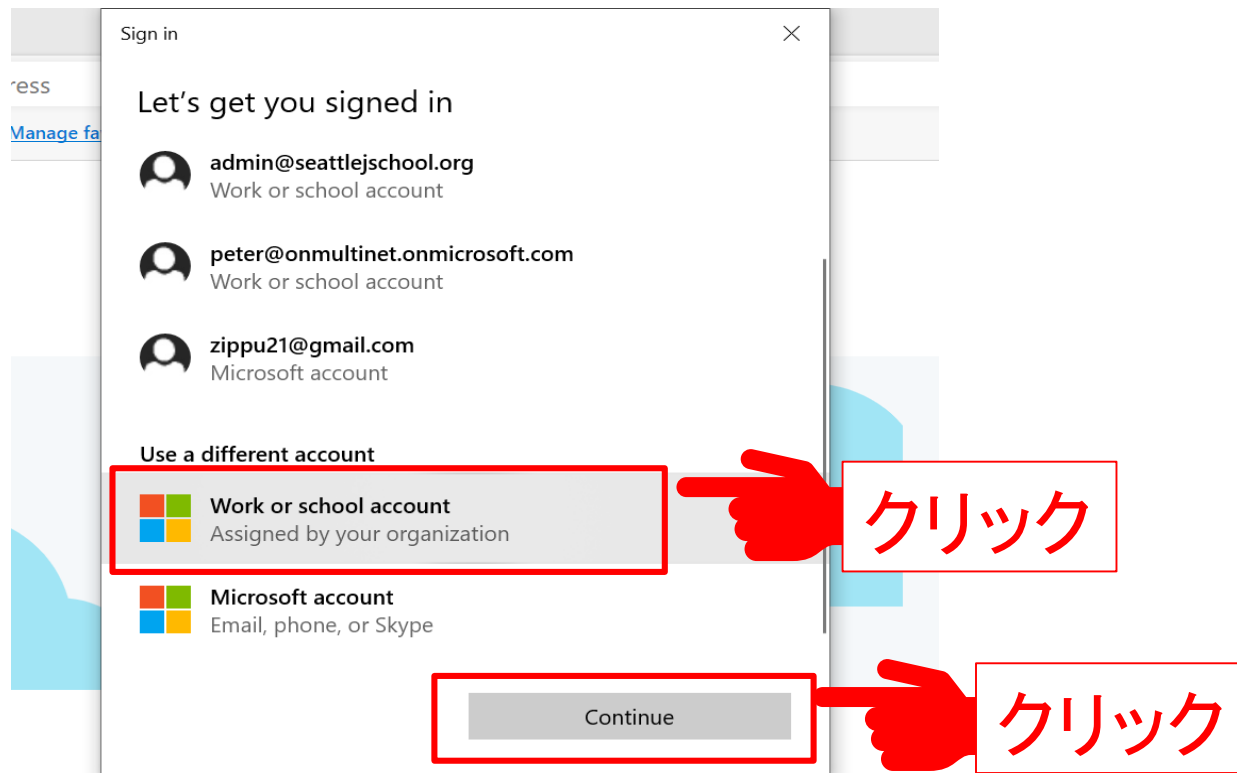 Sign in
ress
Let's get you signed in
Manage fa
admin@seattlejschool.org
Work or school account
peter@onmultinet.onmicrosoft.com
Work or school account
zippu21@gmail.com
Microsoft account
Use a different account
Work or school account
Assigned by your organization
クリック
Microsoft account
Email, phone, or Skype
Continue
クリック